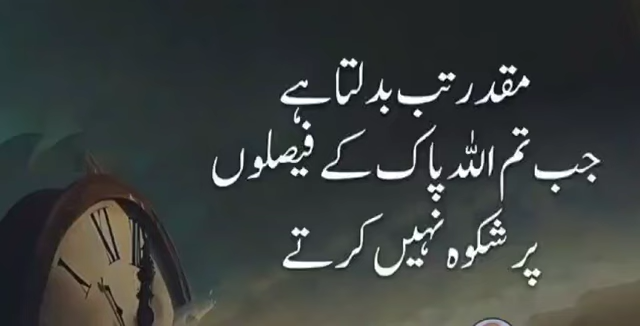 مقدر تب بدلتا ہے
جب تم اللہ پاک کے فیصلوں
پر شکوہ نہیں کرتے